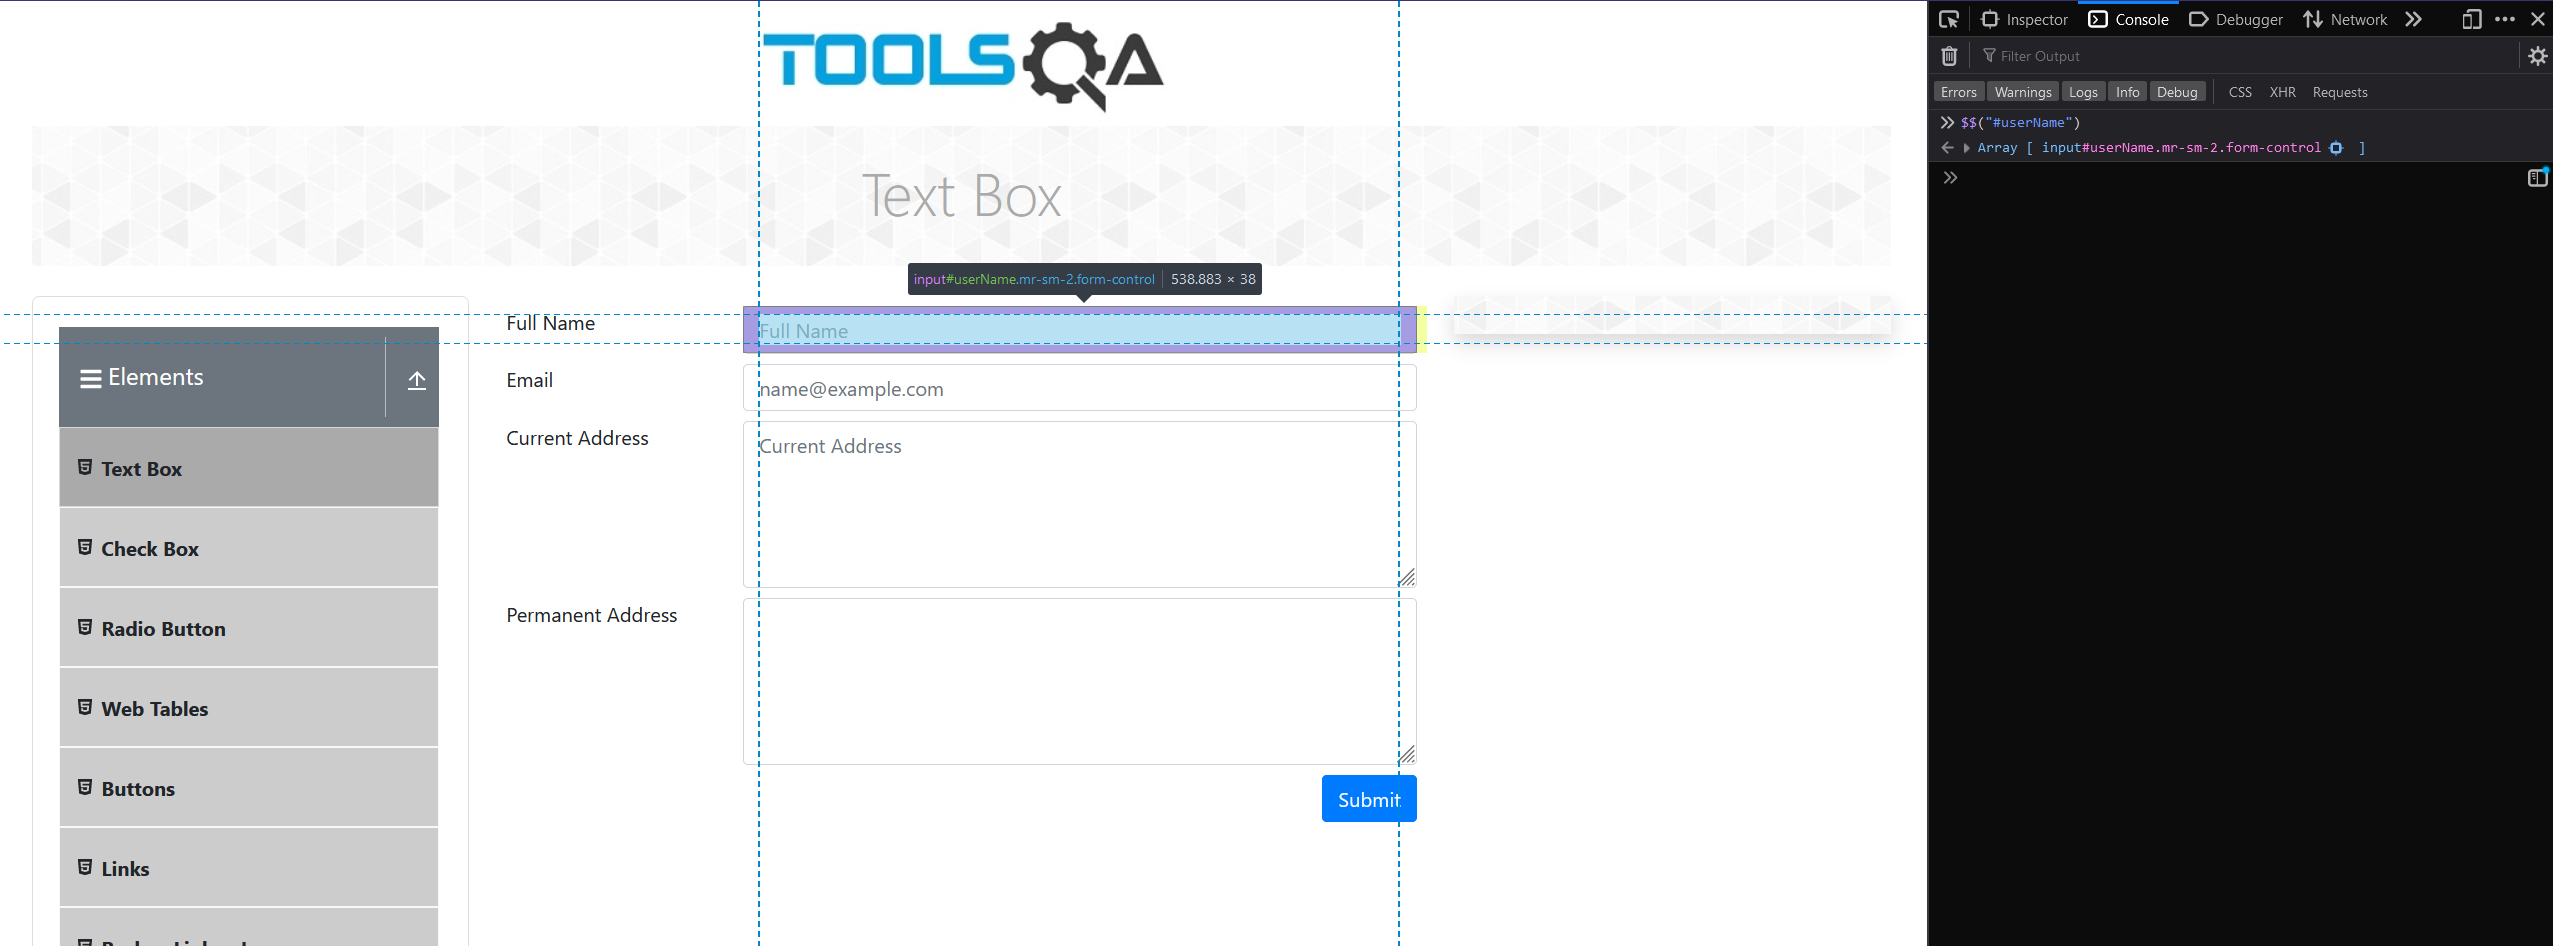 TOOLSQA
Text Box
input#userName.mr-sm-2.form-control | 538.883 × 38
Elements
Text Box
Check Box
Radio Button
Web Tables
Buttons
Links
Full Name
Full Name
Email
name@example.com
Current Address
Current Address
Permanent Address
Submit
Inspector Console Debugger Network
Filter Output
Errors Warnings Logs Info Debug CSS XHR Requests
$$("#userName")
Array [ input#userName.mr-sm-2.form-control ]